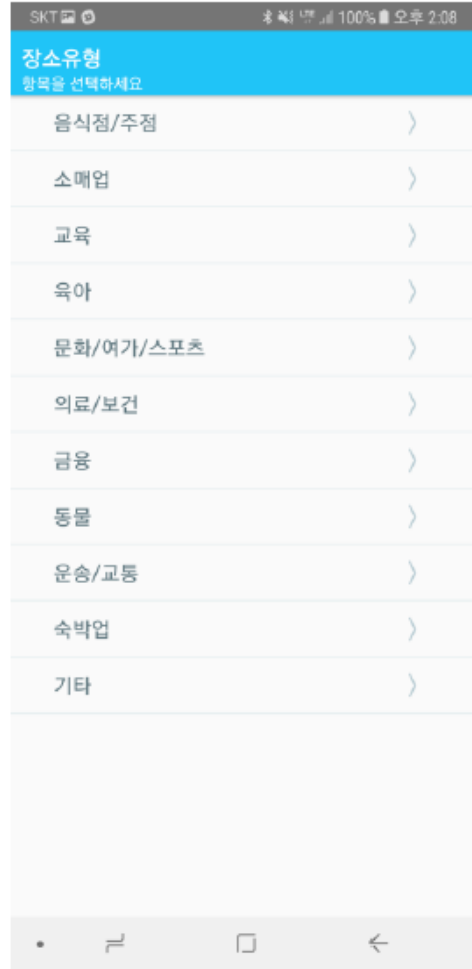 SKT 100% 오후 2:08
장소유형
항목을 선택하세요
음식점/주점
소매업
교육
육아
문화/여가/스포츠
의료/보건
금융
동물
운송/교통
숙박업
기타